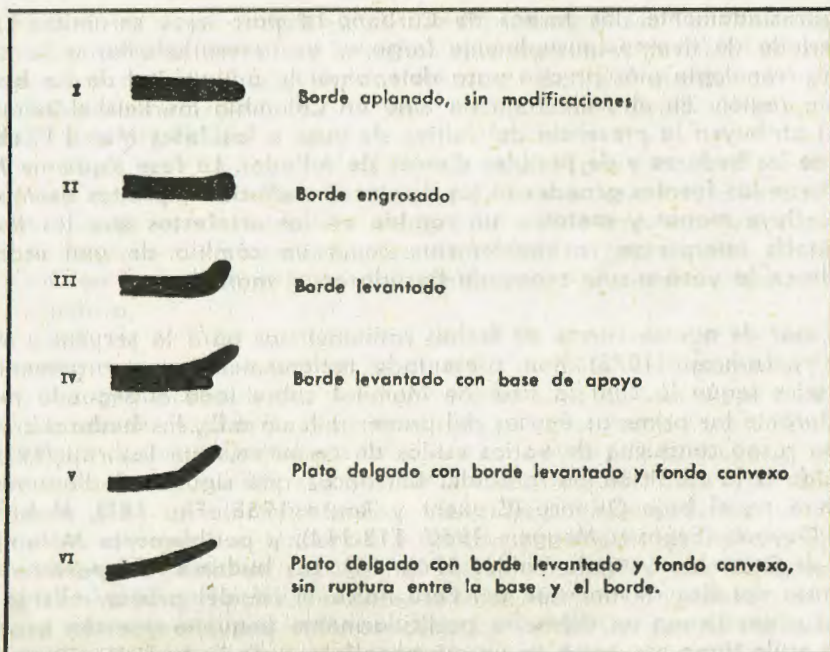 I Borde aplanado, sin modificaciones
II Borde engrosado
III Borde levantado
IV Borde levantado con base de apoyo
V Plato delgado con borde levantado y fondo convexo
VI Plato delgado con borde levantado y fondo convexo,
sin ruptura entre la base y el borde.